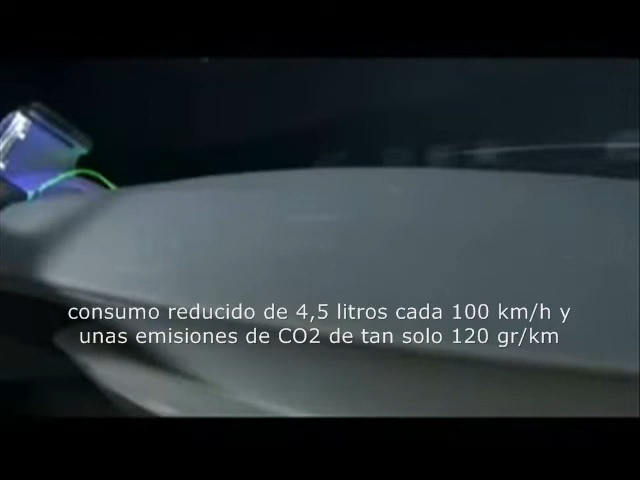 consumo reducido de 4,5 litros cada 100 km/h y
unas emisiones de CO2 de tan solo 120 gr/km